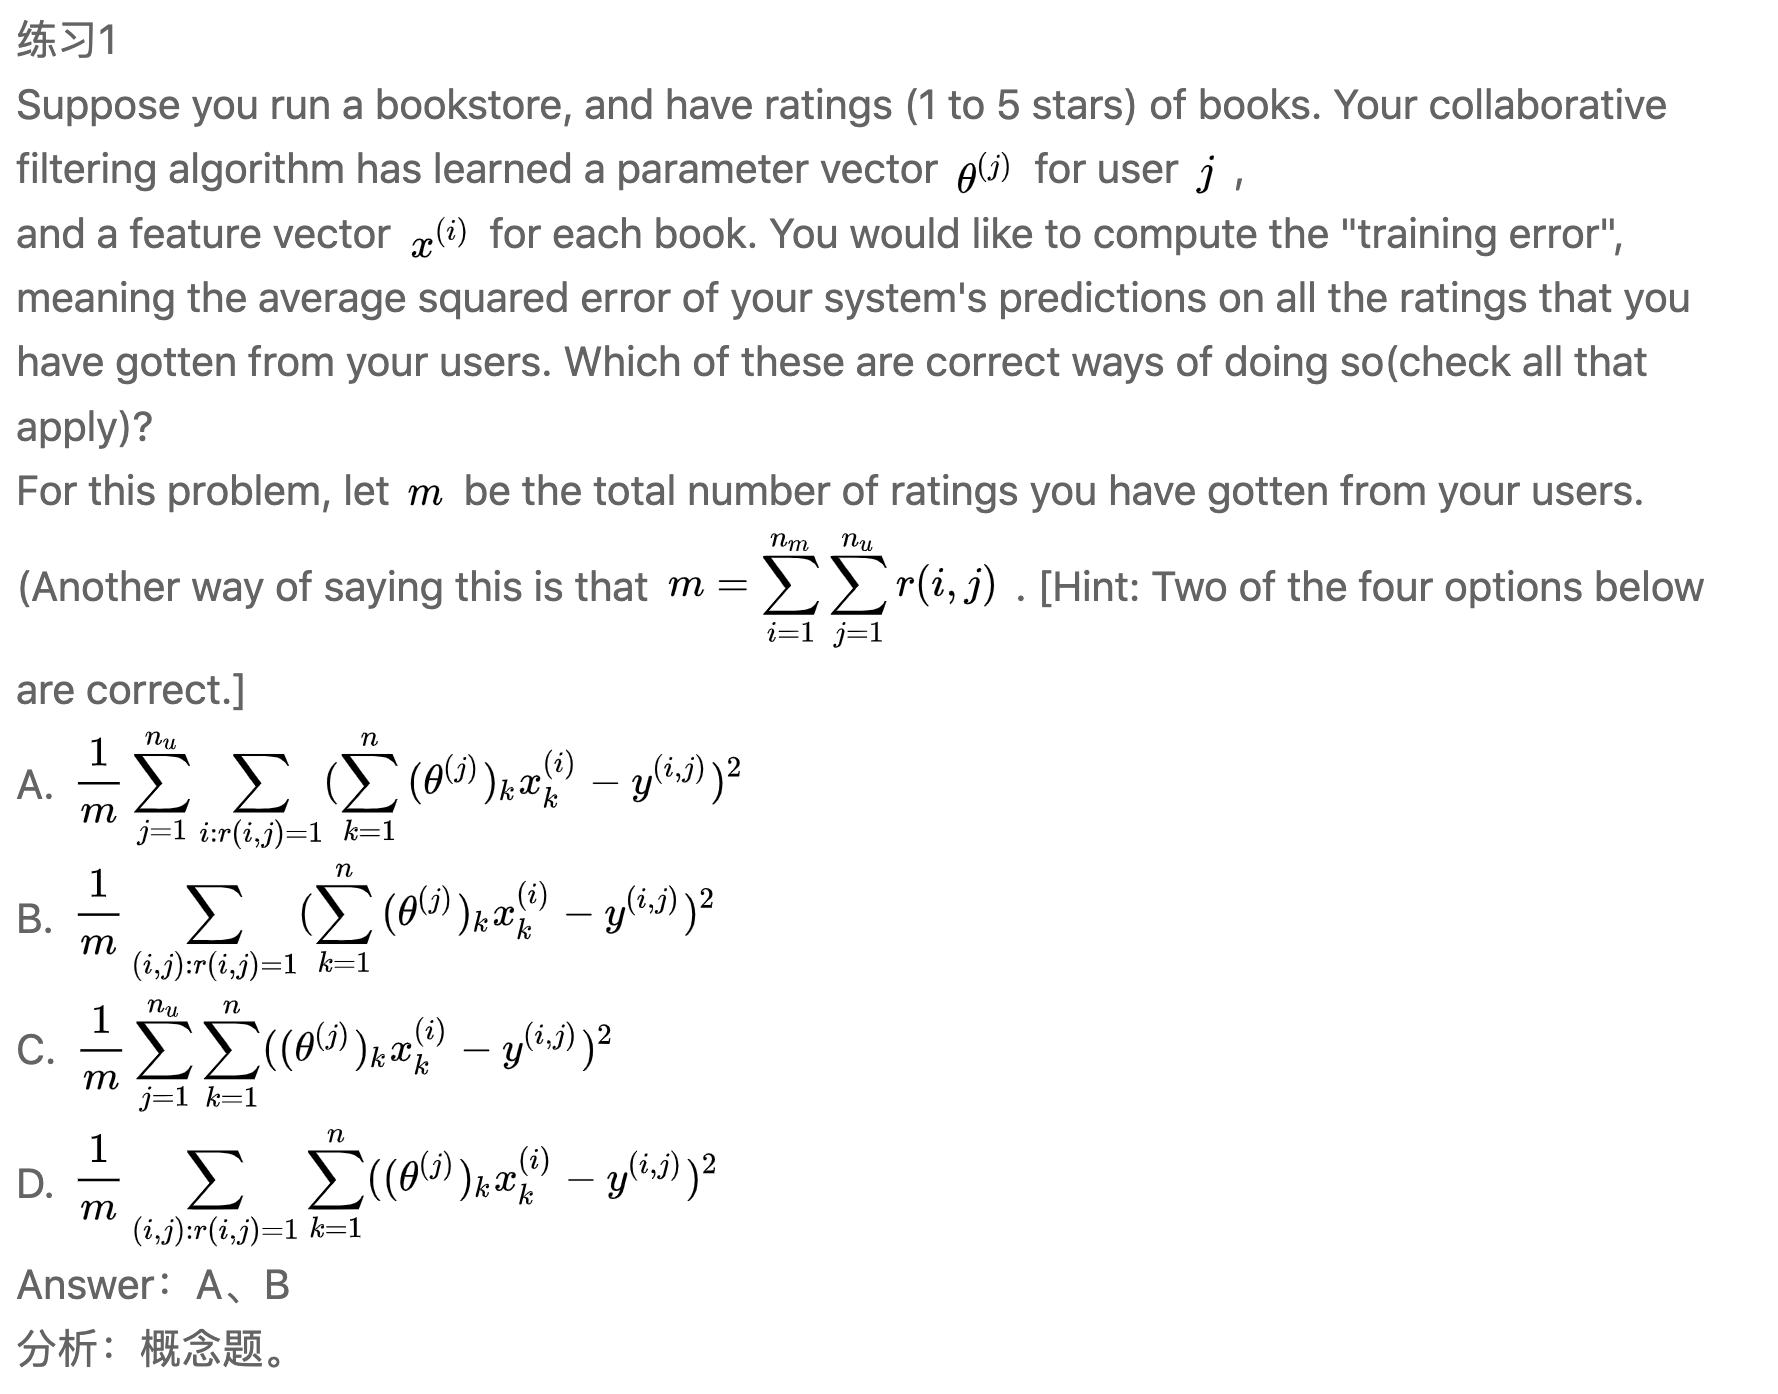 练习1
Suppose you run a bookstore, and have ratings (1 to 5 stars) of books. Your collaborative
filtering algorithm has learned a parameter vector θ^{(j)} for user j ,
and a feature vector x^{(i)} for each book. You would like to compute the "training error",
meaning the average squared error of your system's predictions on all the ratings that you
have gotten from your users. Which of these are correct ways of doing so(check all that
apply)?
For this problem, let m be the total number of ratings you have gotten from your users.
(Another way of saying this is that m = \sum_{i=1}^{n_m} \sum_{j=1}^{n_u} r(i,j) . [Hint: Two of the four options below
are correct.]
A. \frac{1}{m} \sum_{j=1}^{n_u} \sum_{i:r(i,j)=1} (\sum_{k=1}^{n} (θ^{(j)})_k x_k^{(i)} − y^{(i,j)})^2
B. \frac{1}{m} \sum_{(i,j):r(i,j)=1} (\sum_{k=1}^{n} (θ^{(j)})_k x_k^{(i)} − y^{(i,j)})^2
C. \frac{1}{m} \sum_{j=1}^{n_u} \sum_{k=1}^{n} ((θ^{(j)})_k x_k^{(i)} − y^{(i,j)})^2
D. \frac{1}{m} \sum_{(i,j):r(i,j)=1} \sum_{k=1}^{n} ((θ^{(j)})_k x_k^{(i)} − y^{(i,j)})^2
Answer：A、B
分析：概念题。